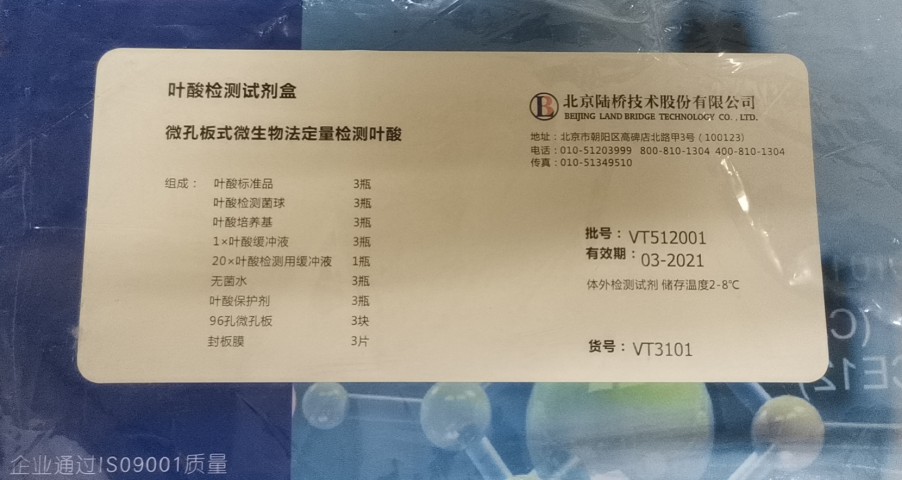 叶酸检测试剂盒
微孔板式微生物法定量检测叶酸
组成： 叶酸标准品 3瓶
叶酸检测菌球 3瓶
叶酸培养基 3瓶
1×叶酸缓冲液 3瓶
20×叶酸检测用缓冲液 1瓶
无菌水 3瓶
叶酸保护剂 3瓶
96孔微孔板 3块
封板膜 3片
北京陆桥技术股份有限公司
BEIJING LAND BRIDGE TECHNOLOGY CO. , LTD.
地址：北京市朝阳区高碑店北路甲3号（100123）
电话：010-51203999 800-810-1304 400-810-1304
传真：010-51349510
批号：VT512001
有效期：03-2021
体外检测试剂 储存温度2-8℃
货号：VT3101
企业通过ISO9001质量